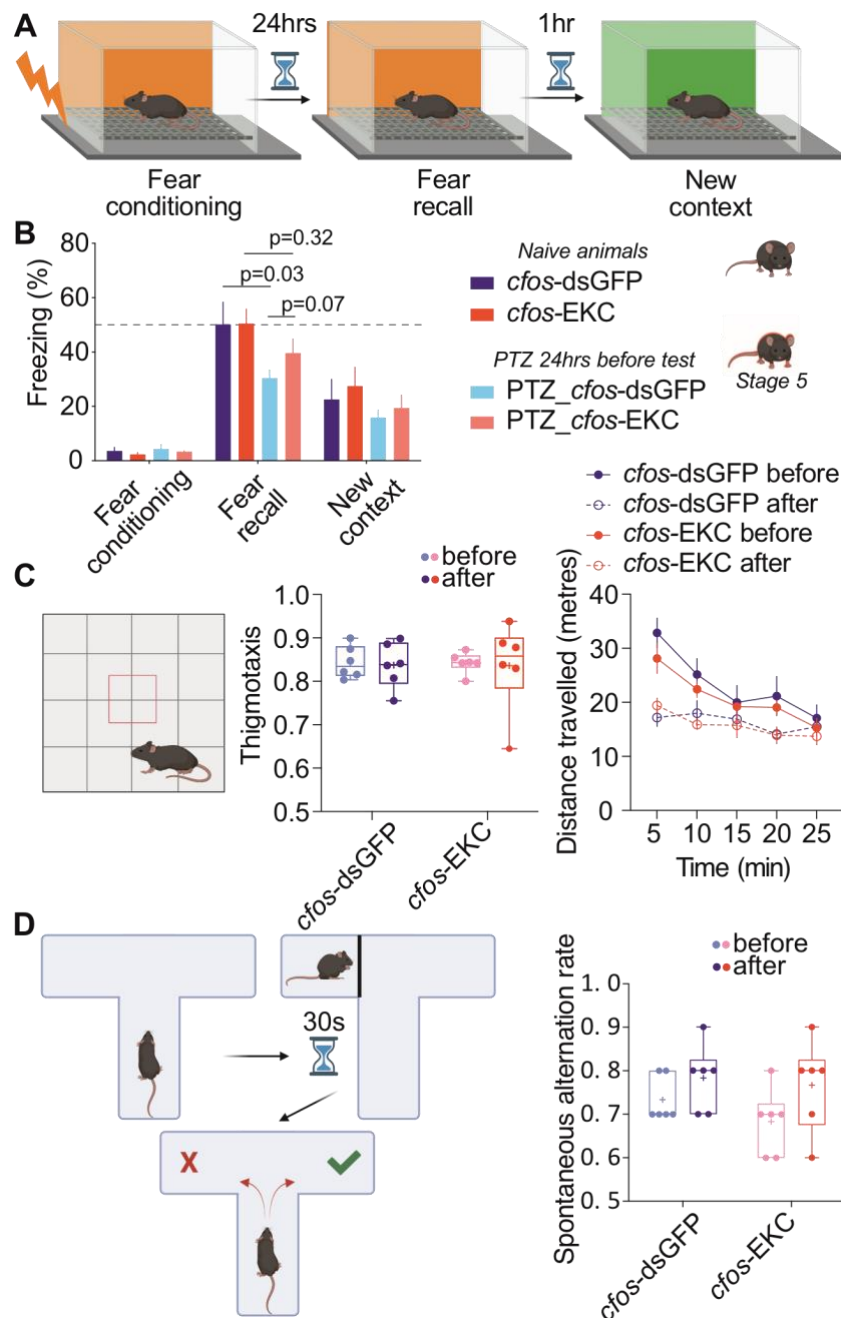 A
24hrs
1hr
Fear
conditioning
Fear
recall
New
context
B
Freezing (%)
80
60
40
20
0
p=0.32
p=0.03
p=0.07
Fear
conditioning
Fear
recall
New
context
Naive animals
cfos-dsGFP
cfos-EKC
PTZ 24hrs before test
PTZ_cfos-dsGFP
PTZ_cfos-EKC
Stage 5
C
before
after
Thigmotaxis
1.0
0.9
0.8
0.7
0.6
0.5
cfos-dsGFP
cfos-EKC
cfos-dsGFP before
cfos-dsGFP after
cfos-EKC before
cfos-EKC after
Distance travelled (metres)
40
30
20
10
0
5 10 15 20 25
Time (min)
D
30s
X
before
after
Spontaneous alternation rate
1.0
0.9
0.8
0.7
0.6
0.5
cfos-dsGFP
cfos-EKC